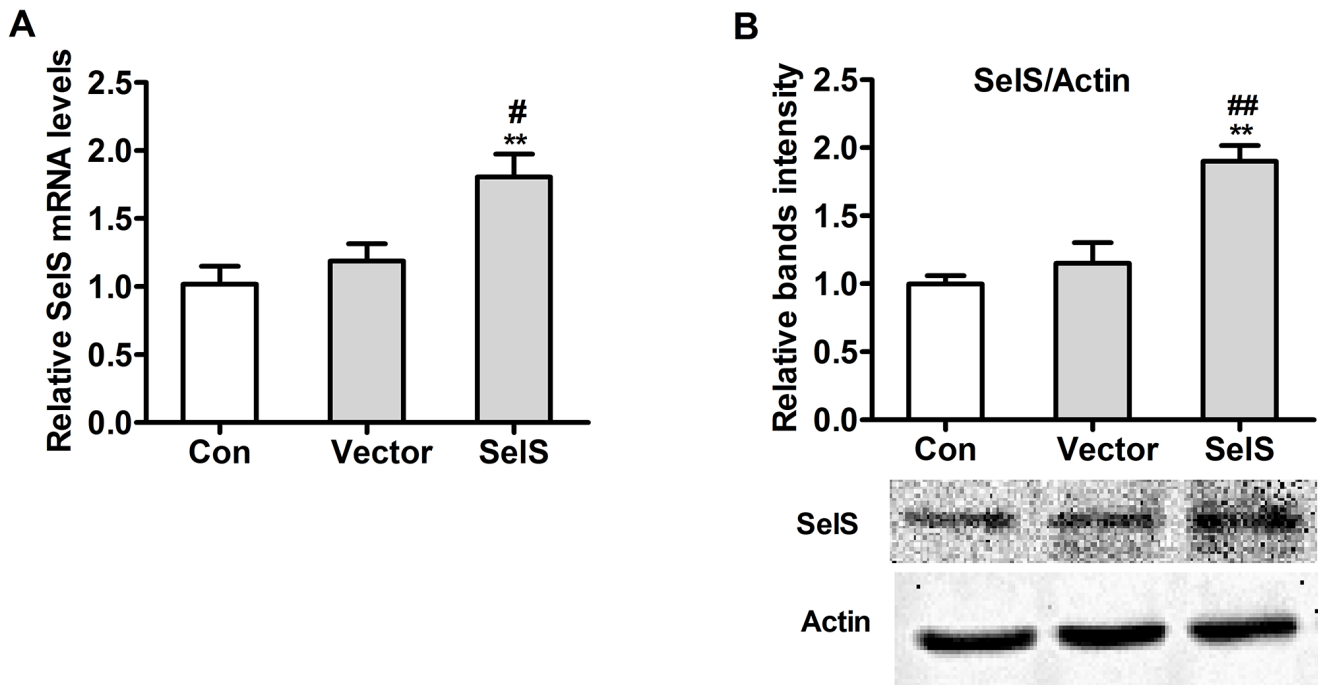 A
Relative SelS mRNA levels
2.5
2.0
1.5
1.0
0.5
0.0
#
**
Con Vector SelS
B
Relative bands intensity
SelS/Actin
2.5
2.0
1.5
1.0
0.5
0.0
##
**
Con Vector SelS
SelS
Actin